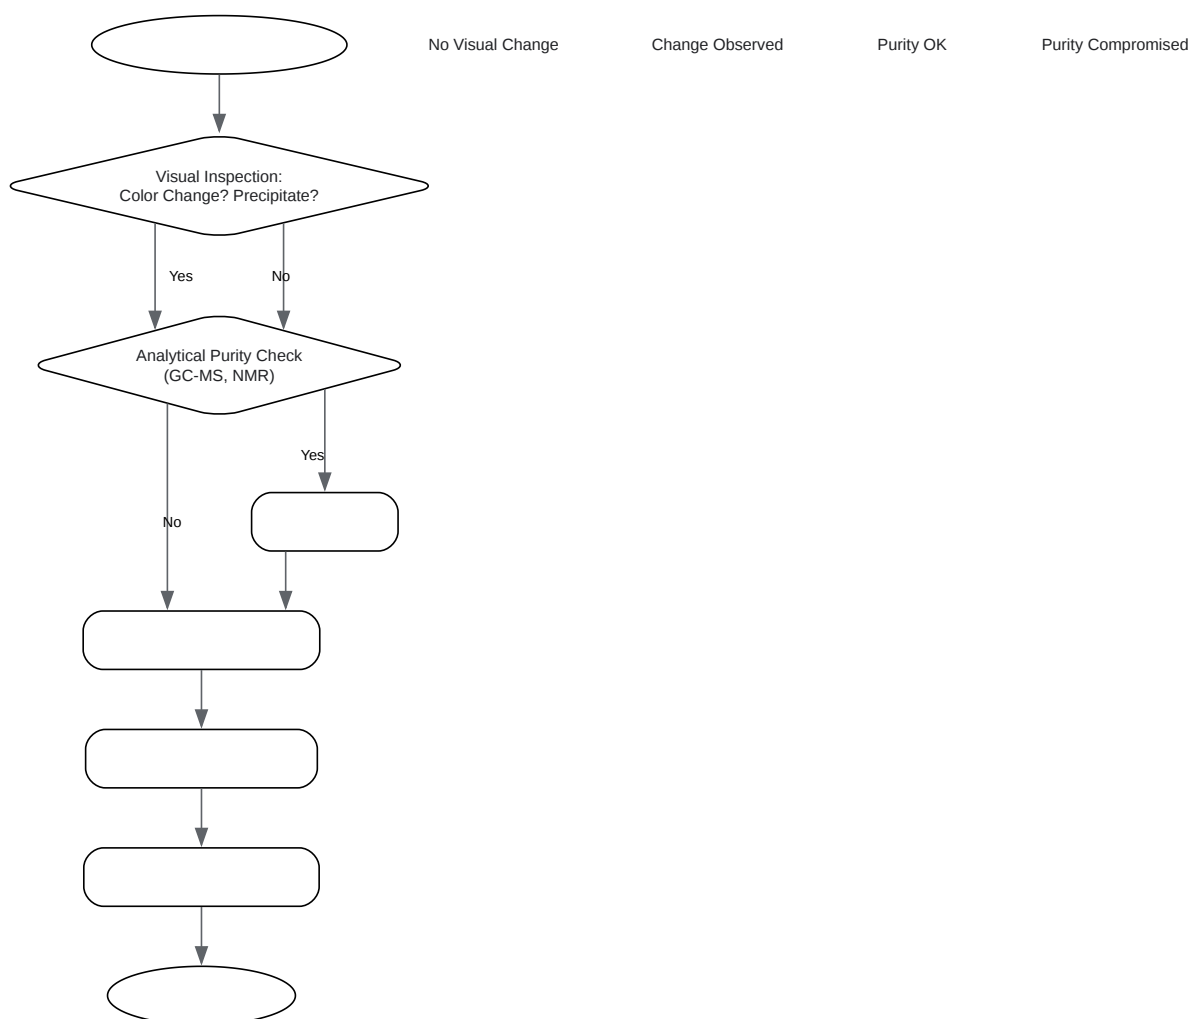 No Visual Change
Change Observed
Purity OK
Purity Compromised
Visual Inspection:
Color Change? Precipitate?
Yes
No
Analytical Purity Check
(GC-MS, NMR)
Yes
No